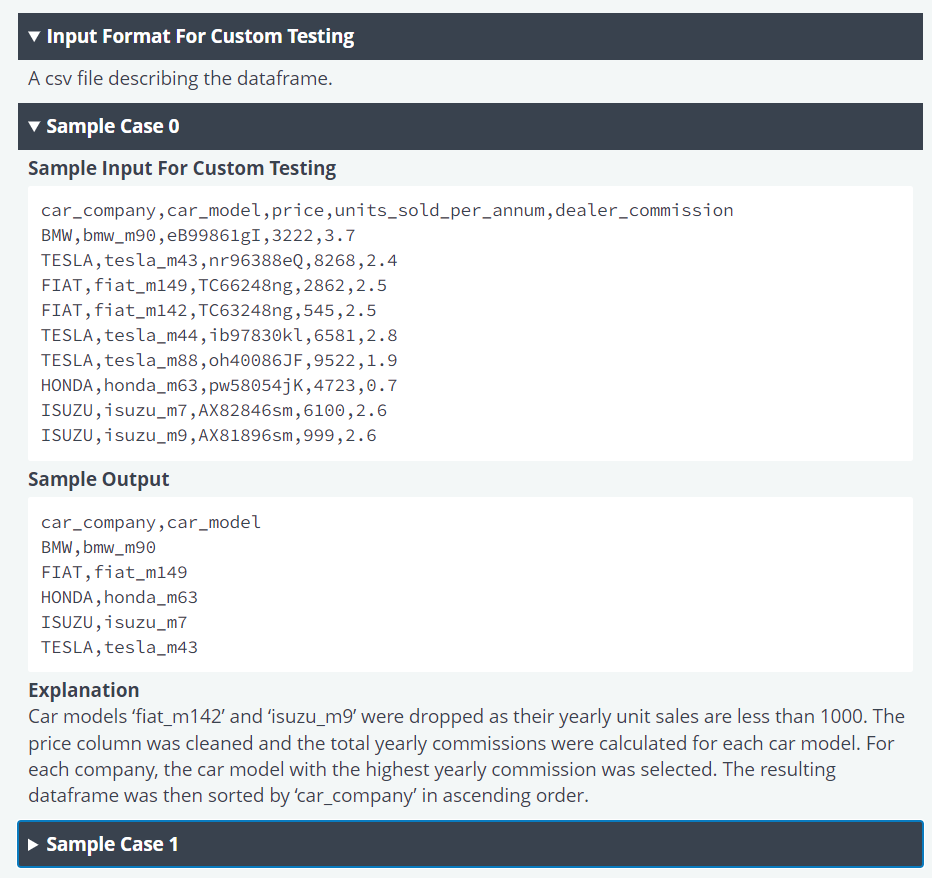 Input Format For Custom Testing
A csv file describing the dataframe.
Sample Case 0
Sample Input For Custom Testing
car_company,car_model,price,units_sold_per_annum,dealer_commission
BMW,bmw_m90,eB99861gI,3222,3.7
TESLA,tesla_m43,nr96388eQ,8268,2.4
FIAT,fiat_m149,TC66248ng,2862,2.5
FIAT,fiat_m142,TC63248ng,545,2.5
TESLA,tesla_m44,ib97830kl,6581,2.8
TESLA,tesla_m88,oh40086JF,9522,1.9
HONDA,honda_m63,pw58054jK,4723,0.7
ISUZU,isuzu_m7,AX82846sm,6100,2.6
ISUZU,isuzu_m9,AX81896sm,999,2.6
Sample Output
car_company,car_model
BMW,bmw_m90
FIAT,fiat_m149
HONDA,honda_m63
ISUZU,isuzu_m7
TESLA,tesla_m43
Explanation
Car models ‘fiat_m142’ and ‘isuzu_m9’ were dropped as their yearly unit sales are less than 1000. The
price column was cleaned and the total yearly commissions were calculated for each car model. For
each company, the car model with the highest yearly commission was selected. The resulting
dataframe was then sorted by ‘car_company’ in ascending order.
Sample Case 1